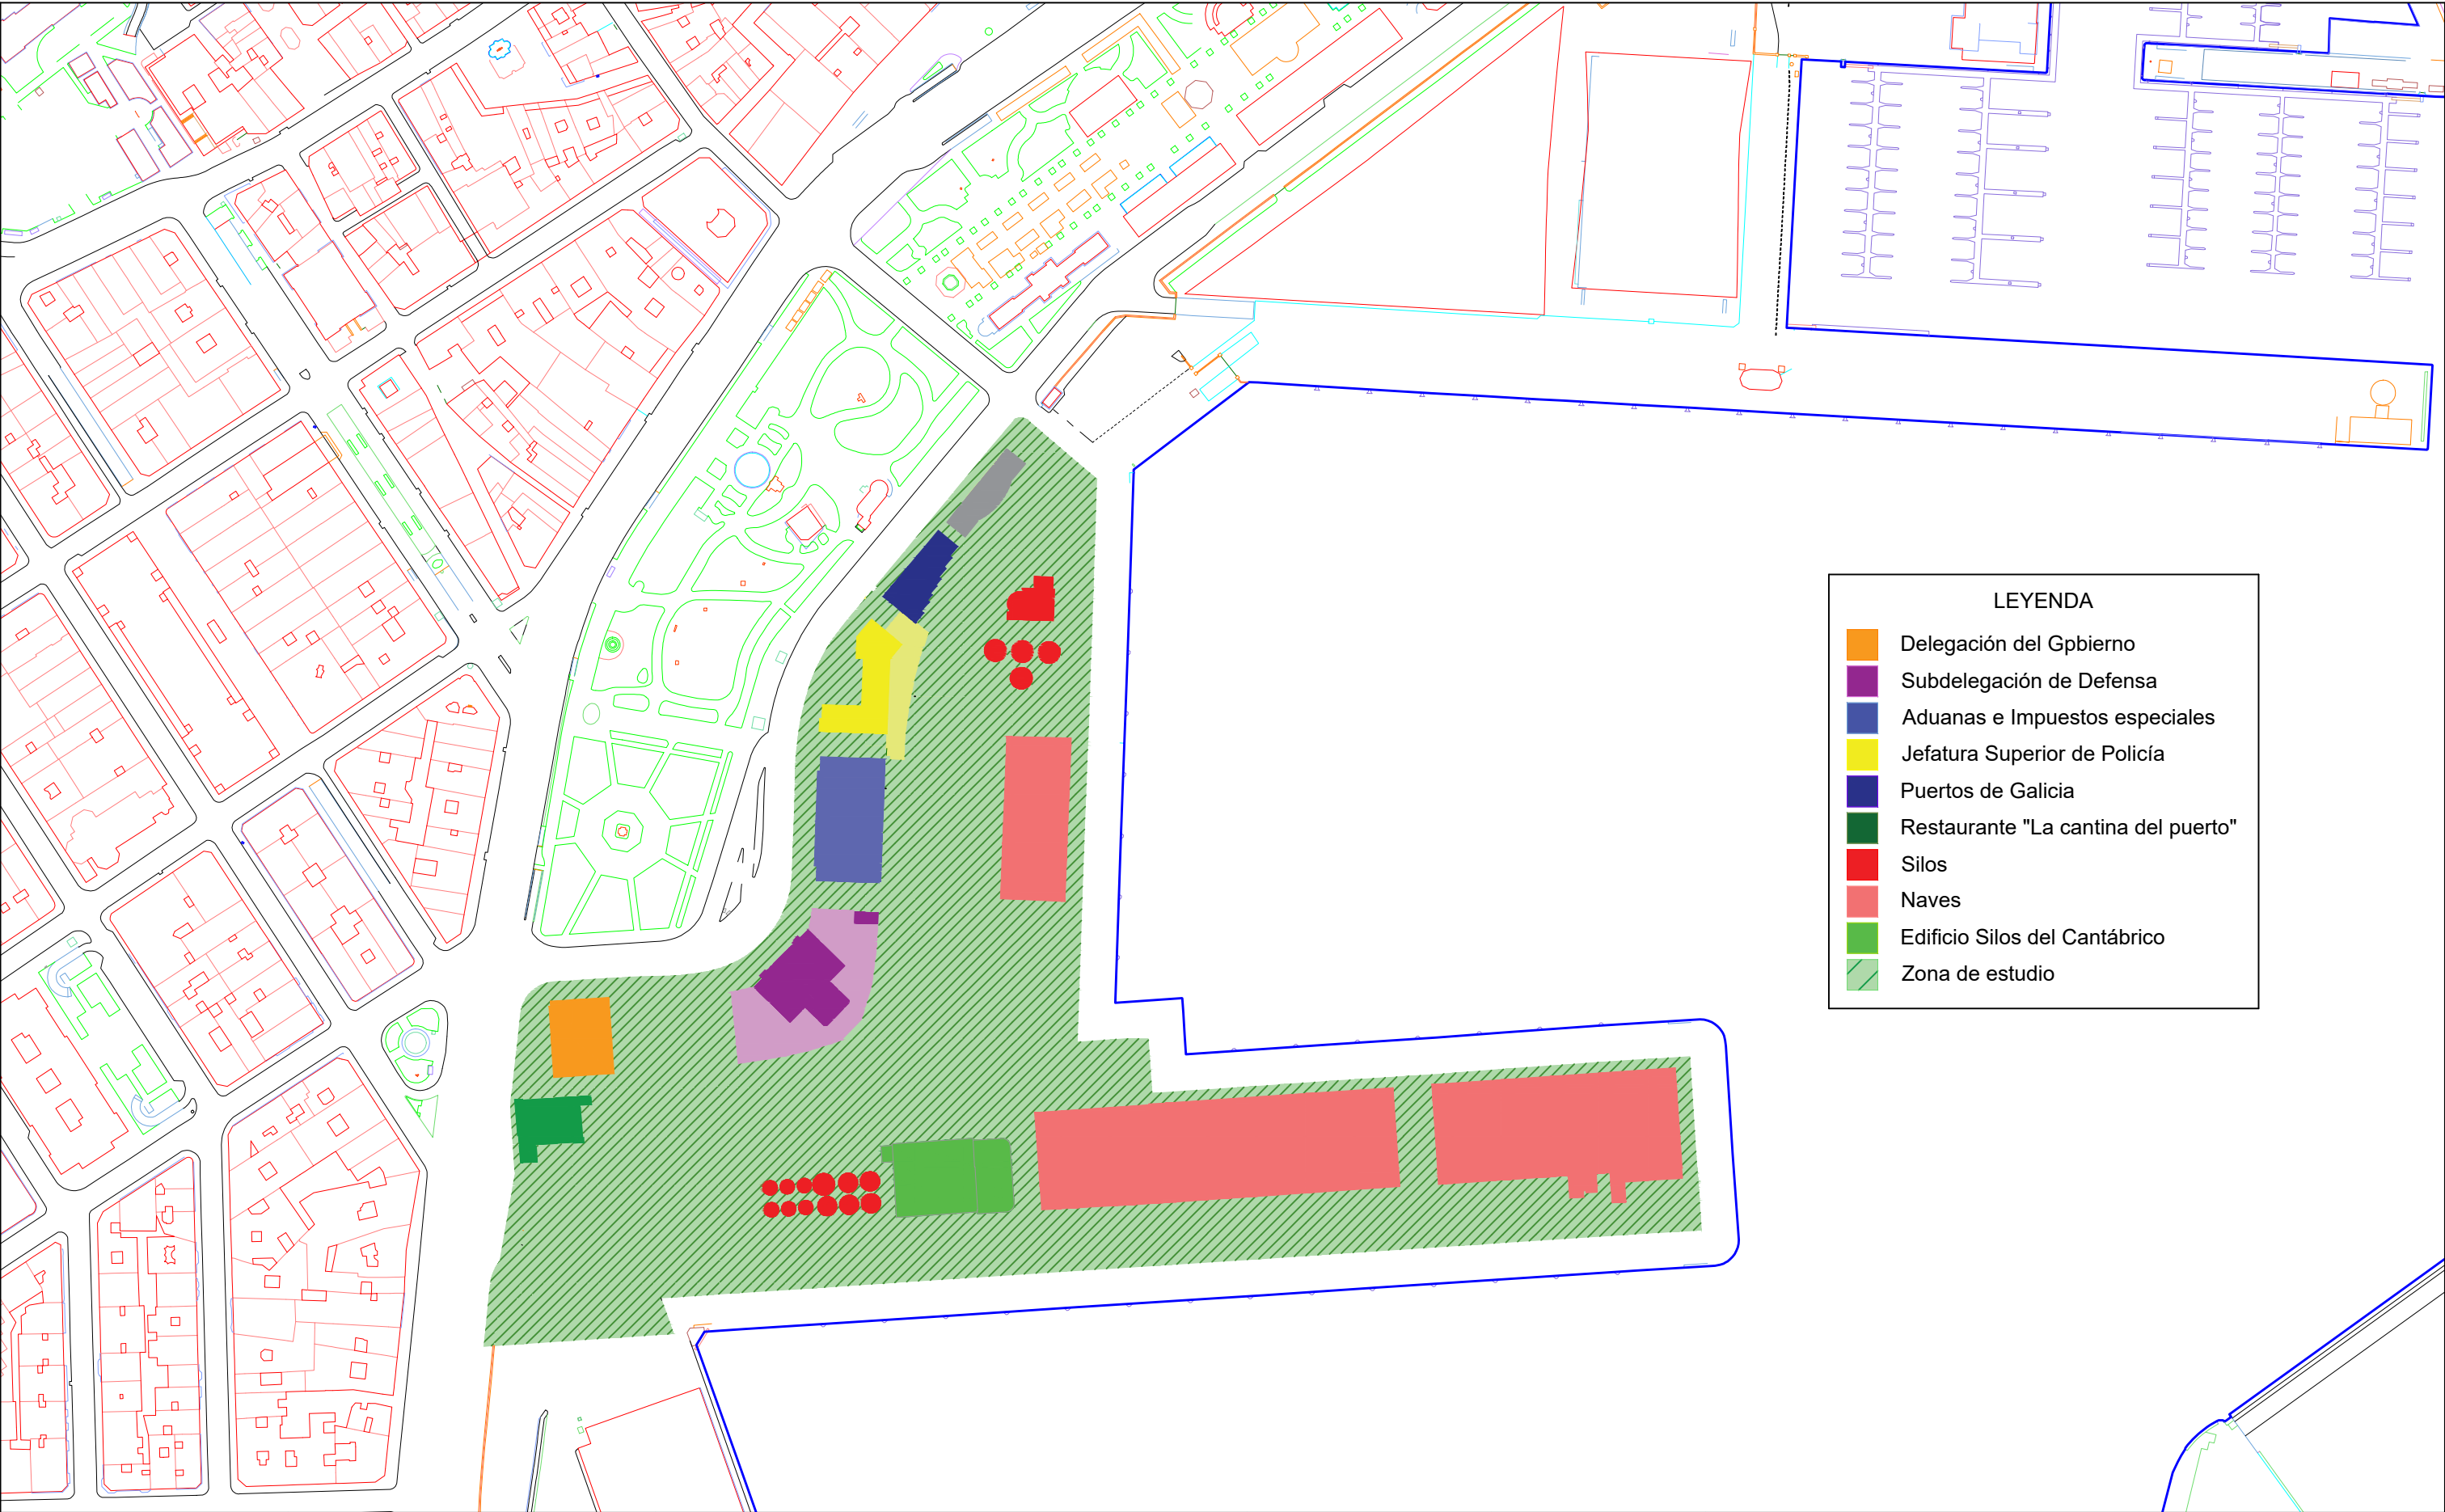 LEYENDA
Delegación del Gpbierno
Subdelegación de Defensa
Aduanas e Impuestos especiales
Jefatura Superior de Policía
Puertos de Galicia
Restaurante "La cantina del puerto"
Silos
Naves
Edificio Silos del Cantábrico
Zona de estudio